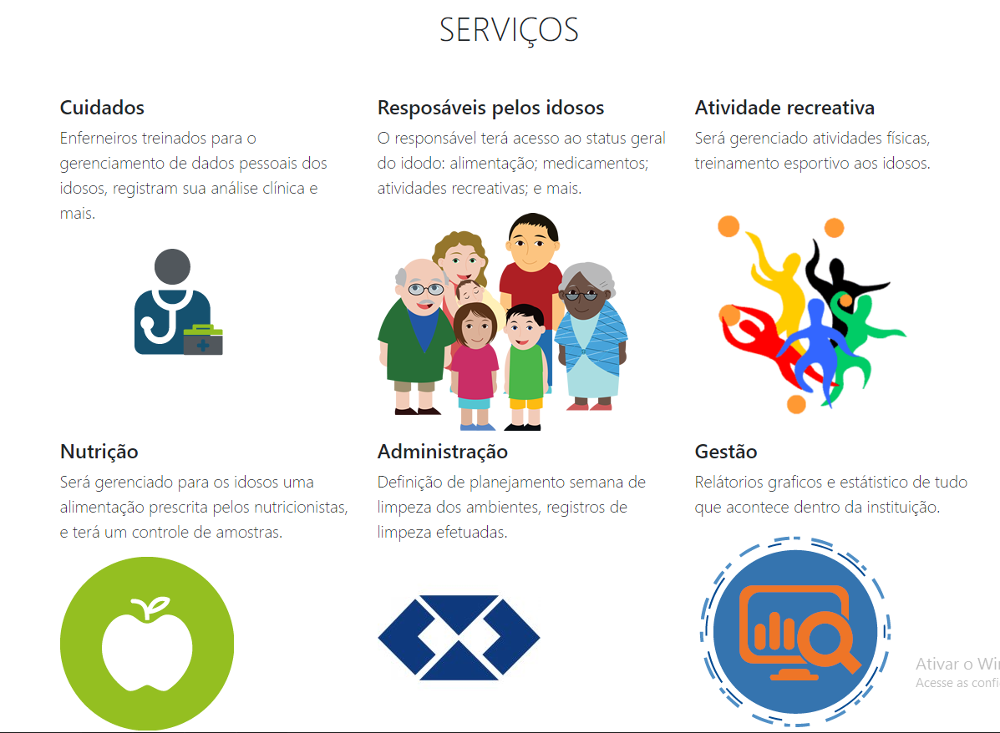 SERVIÇOS
Cuidados
Enferneiros treinados para o
gerenciamento de dados pessoais dos
idosos, registram sua análise clínica e
mais.
Resposáveis pelos idosos
O responsável terá acesso ao status geral
do idodo: alimentação; medicamentos;
atividades recreativas; e mais.
Atividade recreativa
Será gerenciado atividades físicas,
treinamento esportivo aos idosos.
Nutrição
Será gerenciado para os idosos uma
alimentação prescrita pelos nutricionistas,
e terá um controle de amostras.
Administração
Definição de planejamento semana de
limpeza dos ambientes, registros de
limpeza efetuadas.
Gestão
Relátorios graficos e estátistico de tudo
que acontece dentro da instituição.
Ativar o Win
Acesse as confi